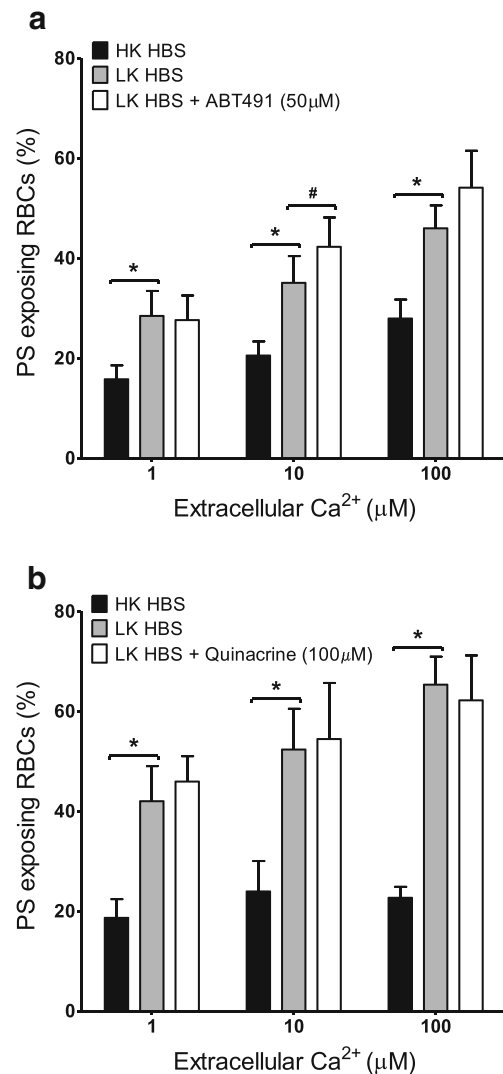 a
80
HK HBS
LK HBS
LK HBS + ABT491 (50μM)
60
40
20
0
PS exposing RBCs (%)
*
*
#
*
1
10
100
Extracellular Ca²⁺ (μM)
b
80
HK HBS
LK HBS
LK HBS + Quinacrine (100μM)
60
40
20
0
PS exposing RBCs (%)
*
*
*
1
10
100
Extracellular Ca²⁺ (μM)